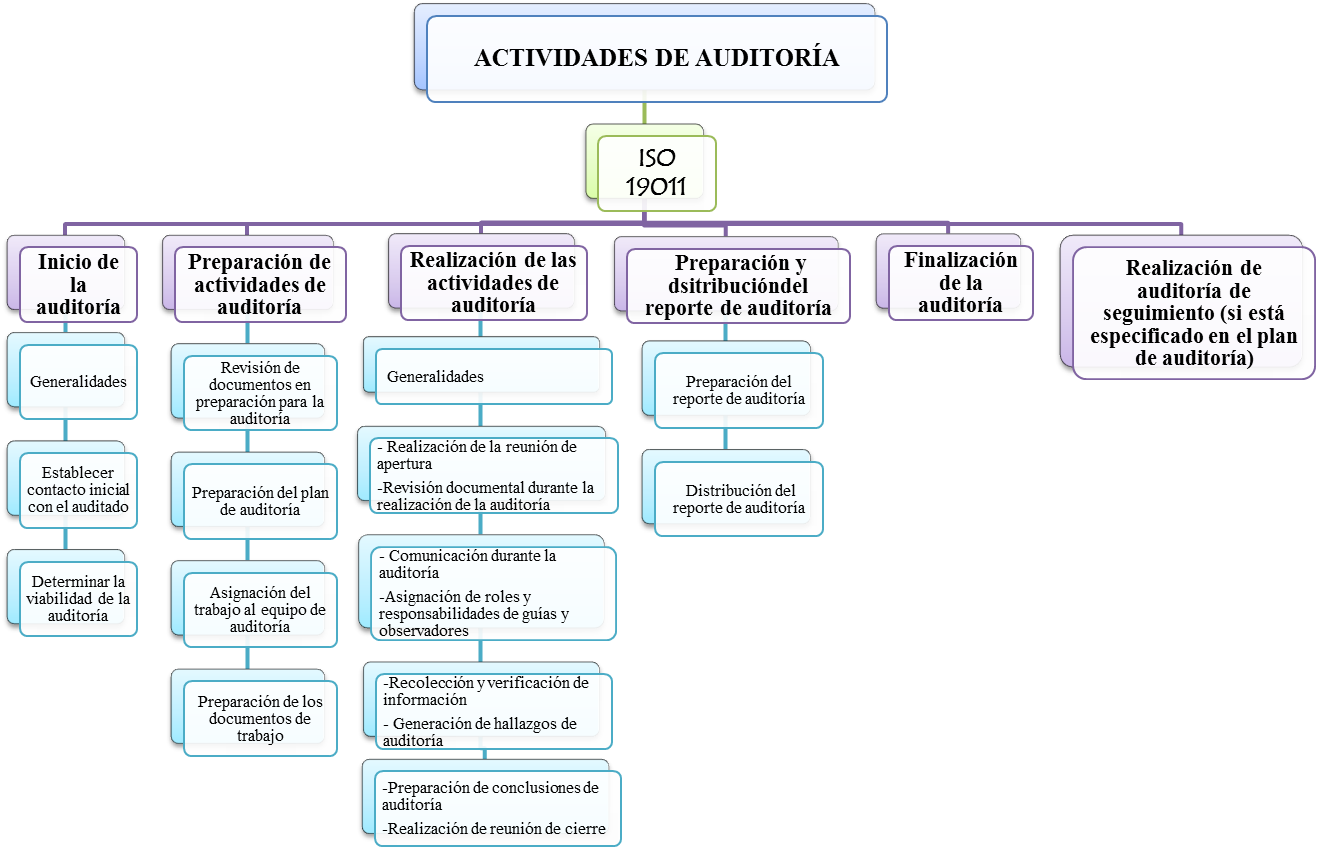 ACTIVIDADES DE AUDITORÍA
ISO
19011
Inicio de
la
auditoría
Generalidades
Establecer
contacto inicial
con el auditado
Determinar la
viabilidad de la
auditoría
Preparación de
actividades de
auditoría
Revisión de
documentos en
preparación para la
auditoría
Preparación del plan
de auditoría
Asignación del
trabajo al equipo de
auditoría
Preparación de los
documentos de
trabajo
Realización de las
actividades de
auditoría
Generalidades
- Realización de la reunión de
apertura
-Revisión documental durante la
realización de la auditoría
- Comunicación durante la
auditoría
-Asignación de roles y
responsabilidades de guías y
observadores
-Recolección y verificación de
información
- Generación de hallazgos de
auditoría
-Preparación de conclusiones de
auditoría
-Realización de reunión de cierre
Preparación y
dsitribucióndel
reporte de auditoría
Preparación del
reporte de auditoría
Distribución del
reporte de auditoría
Finalización
de la
auditoría
Realización de
auditoría de
seguimiento (si está
especificado en el plan
de auditoría)